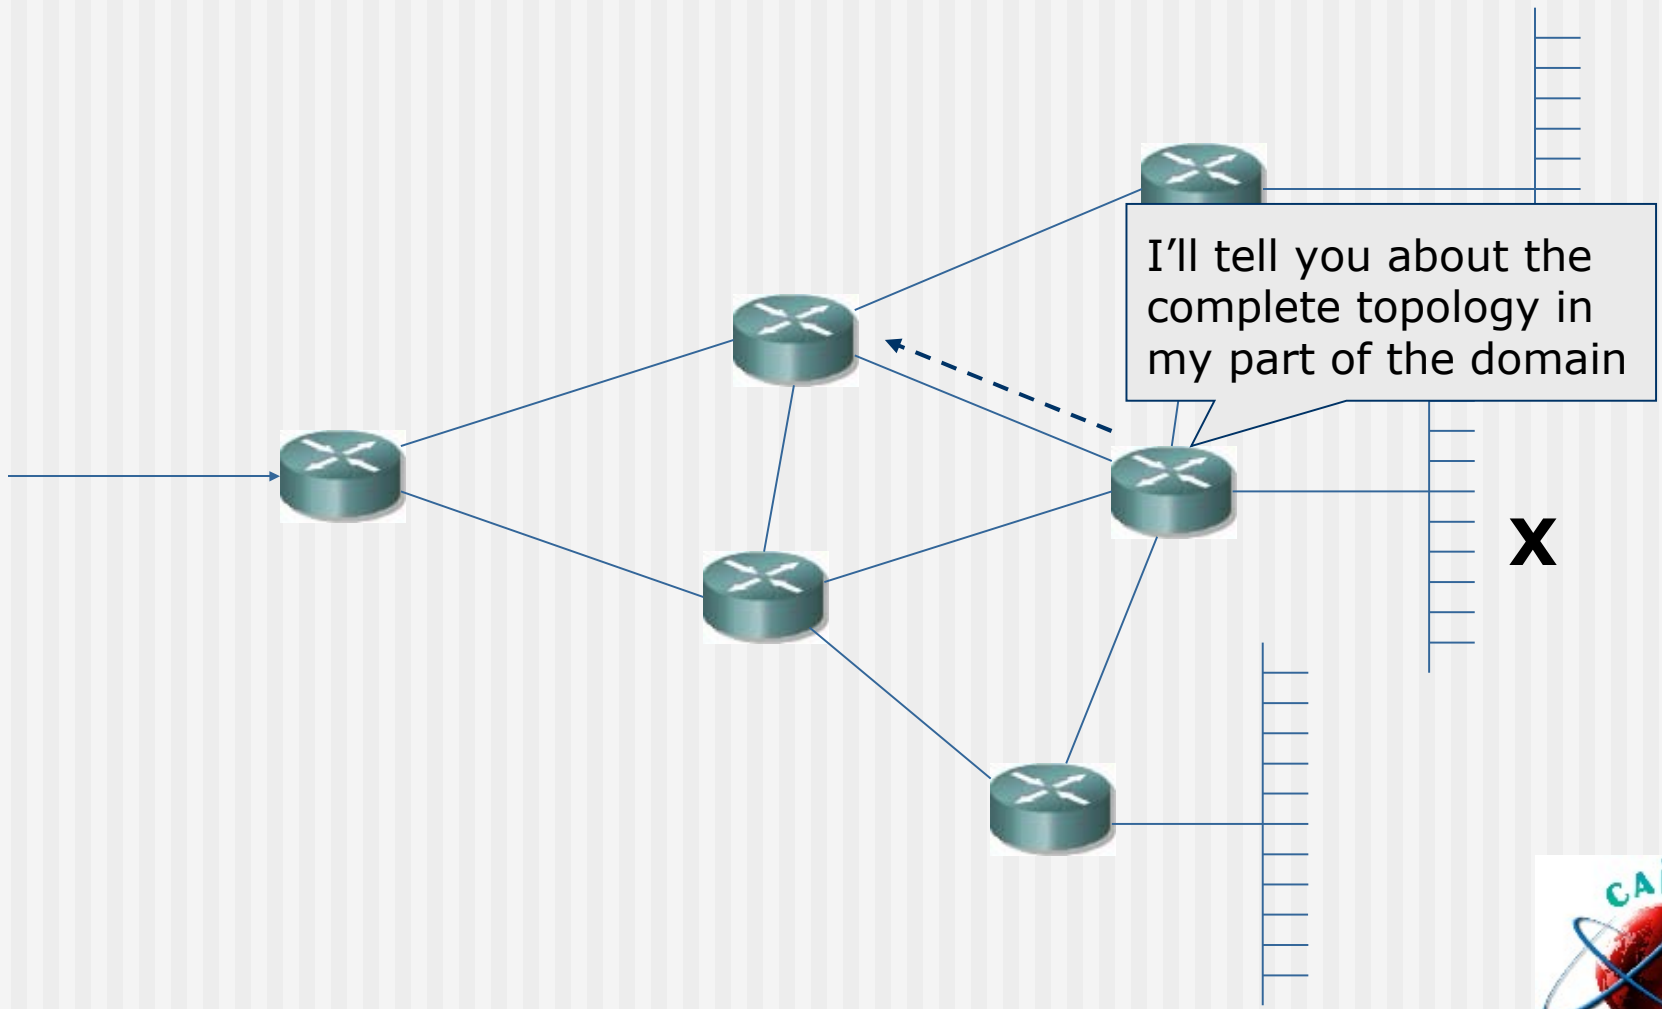 I’ll tell you about the
complete topology in
my part of the domain
X